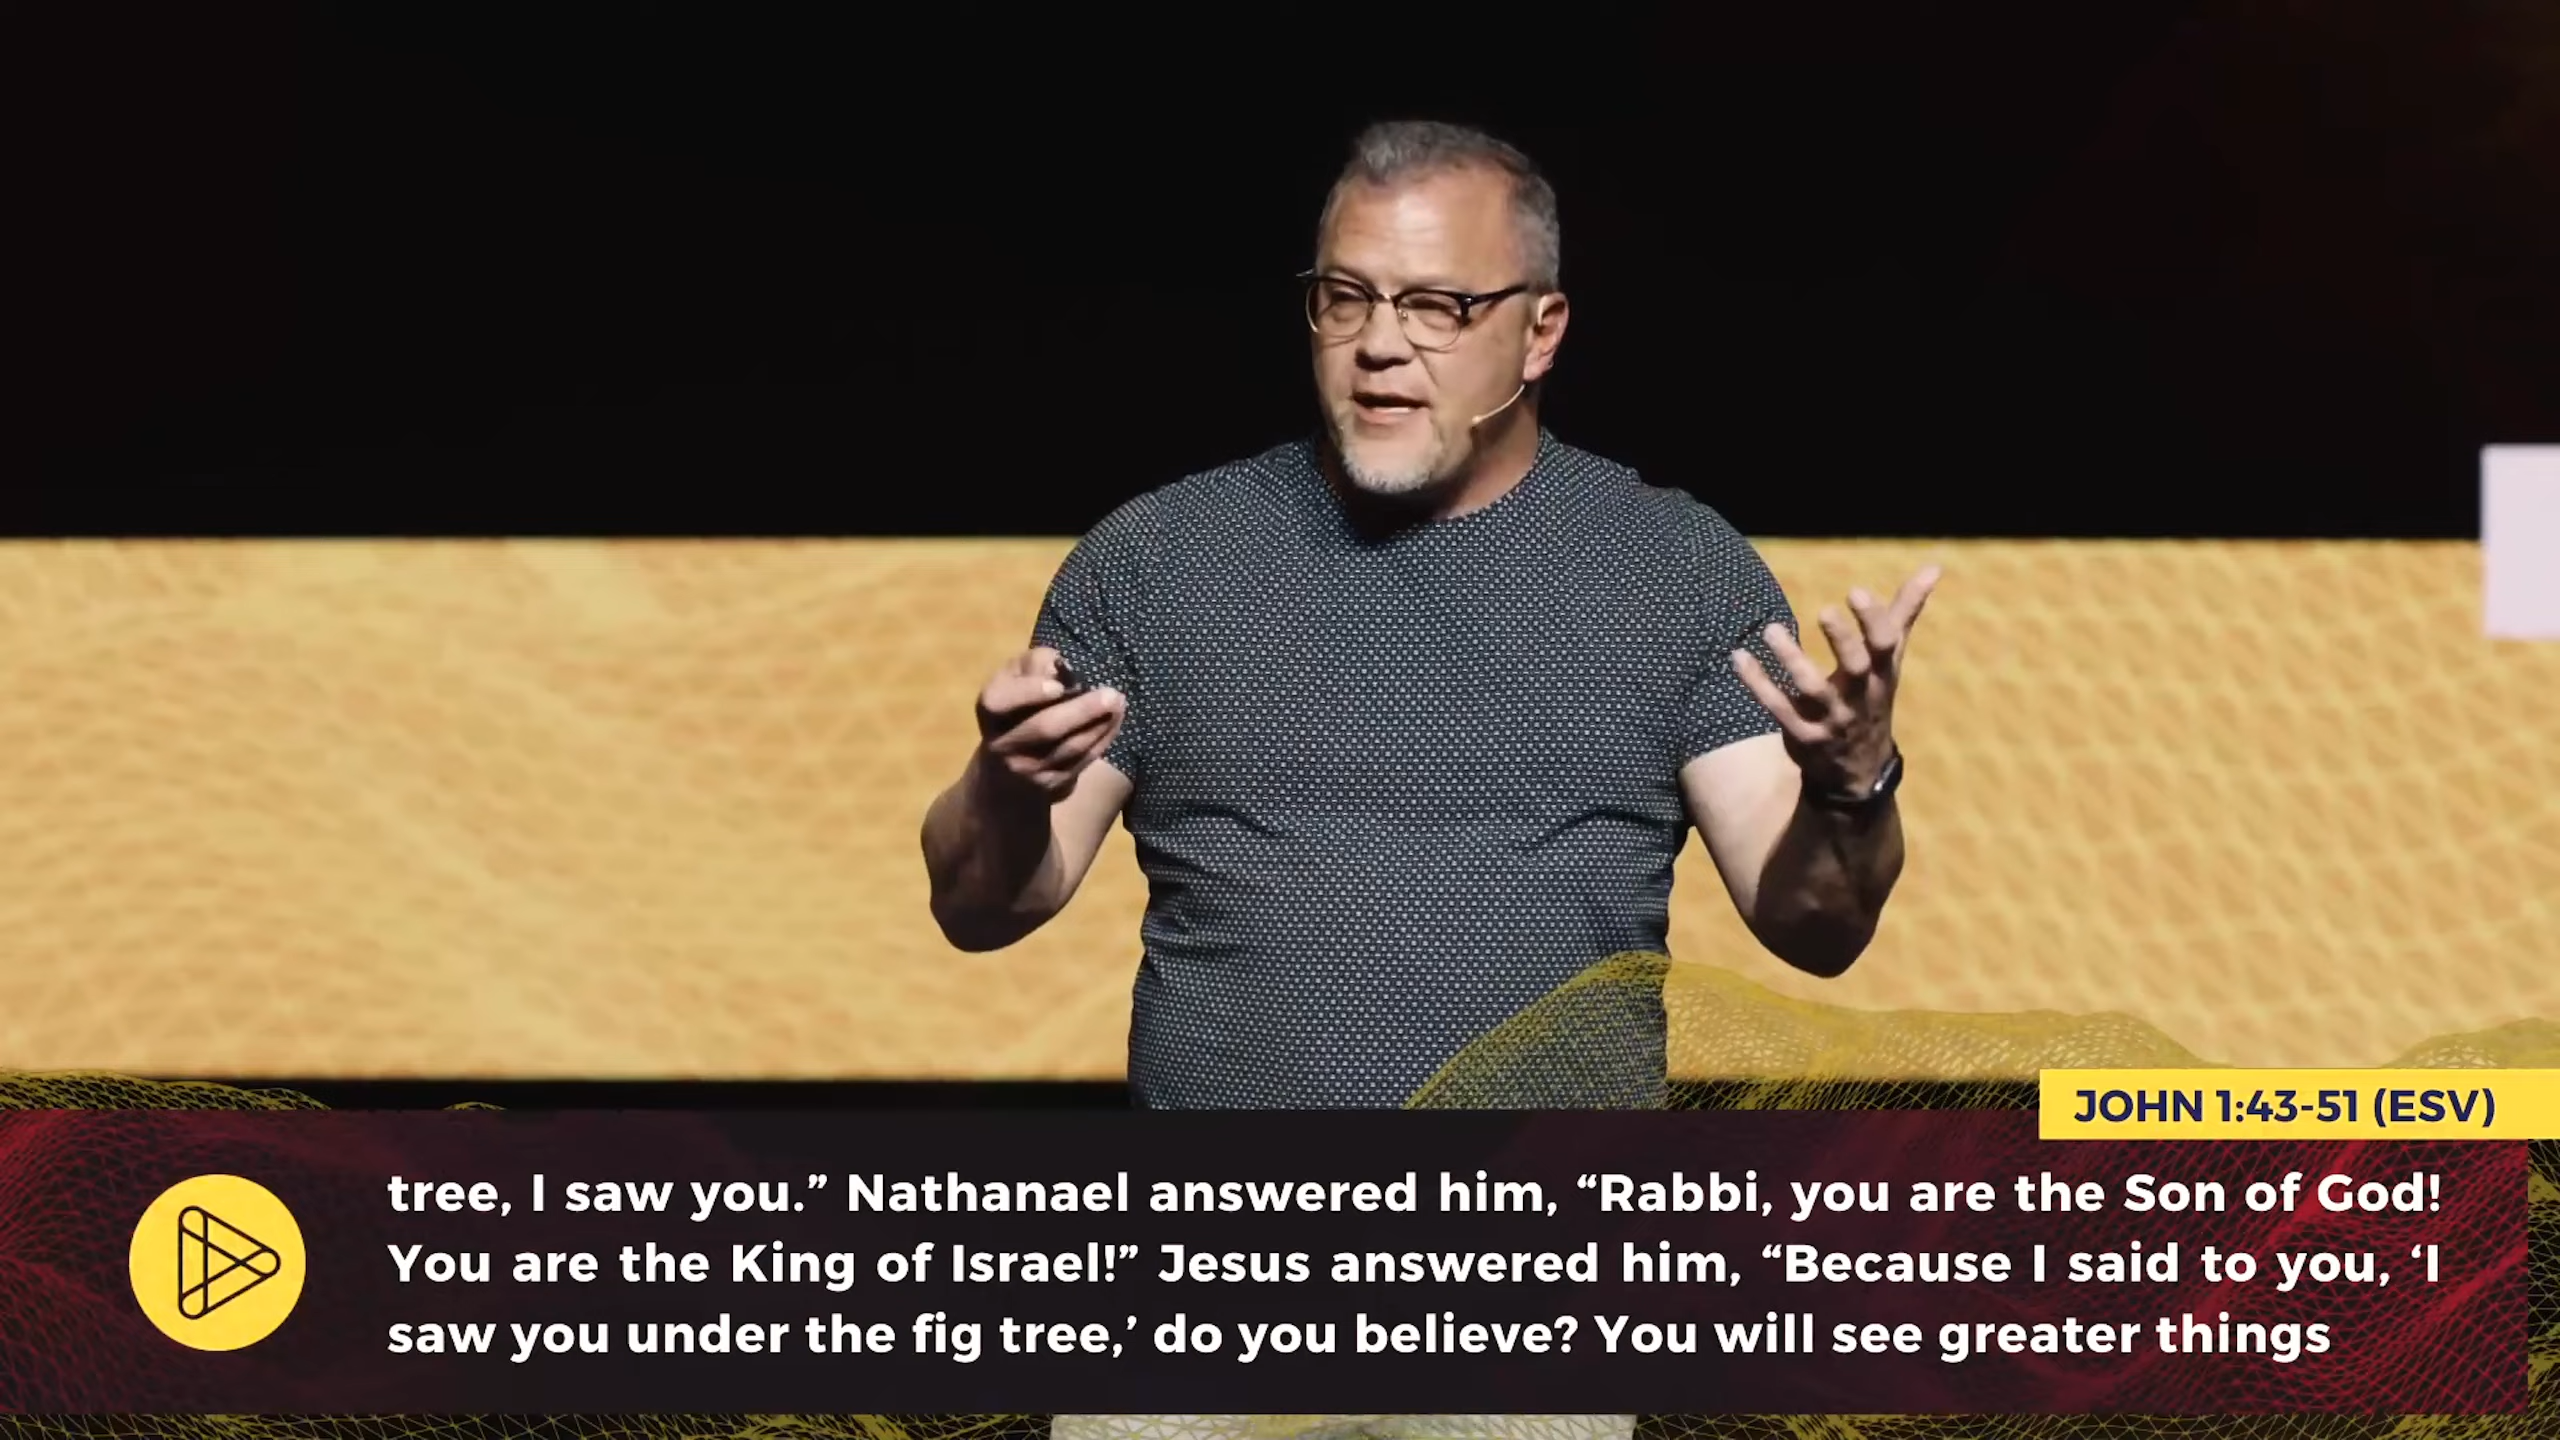 JOHN 1:43-51 (ESV)
tree, I saw you.” Nathanael answered him, “Rabbi, you are the Son of God!
You are the King of Israel!” Jesus answered him, “Because I said to you, ‘I
saw you under the fig tree,’ do you believe? You will see greater things